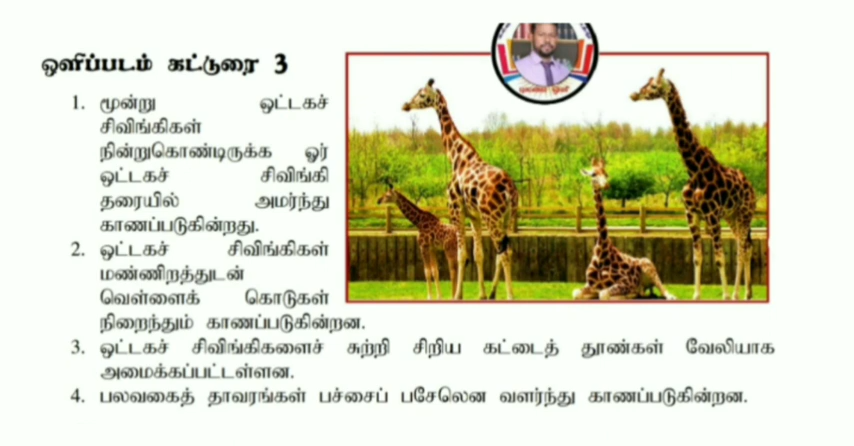 ஒளிப்படம் கட்டுரை 3
1. மூன்று ஒட்டகச்
சிவிங்கிகள்
நின்றுகொண்டிருக்க ஓர்
ஒட்டகச் சிவிங்கி
தரையில் அமர்ந்து
காணப்படுகின்றது.
2. ஒட்டகச் சிவிங்கிகள்
மண்ணிறத்துடன்
வெள்ளைக் கொடுகள்
நிறைந்தும் காணப்படுகின்றன.
3. ஒட்டகச் சிவிங்கிகளைச் சுற்றி சிறிய கட்டைத் தூண்கள் வேலியாக
அமைக்கப்பட்டள்ளன.
4. பலவகைத் தாவரங்கள் பச்சைப் பசேலென வளர்ந்து காணப்படுகின்றன.